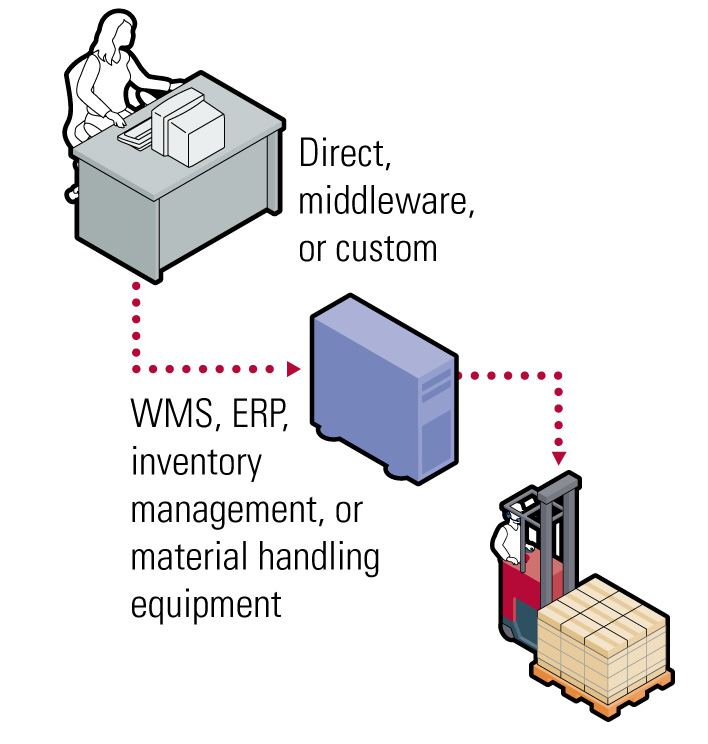 Direct,
middleware,
or custom
WMS, ERP,
inventory
management, or
material handling
equipment